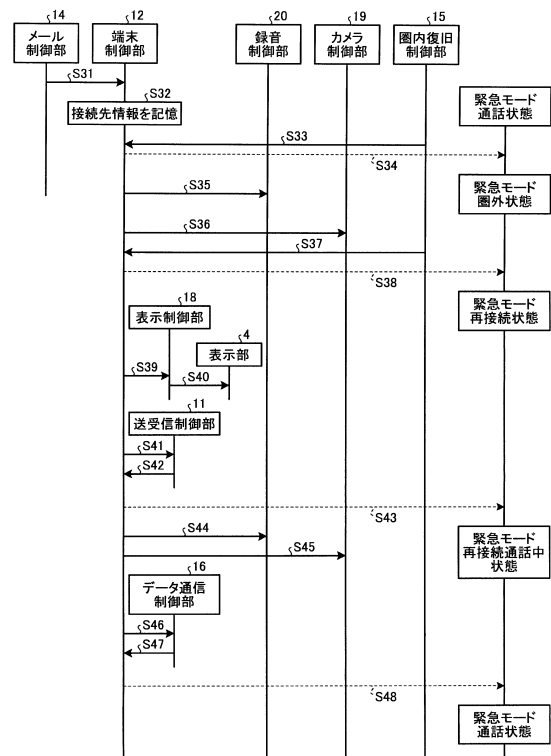 14
12
20
19
15
メール
制御部
端末
制御部
録音
制御部
カメラ
制御部
圏内復旧
制御部
S31
S32
接続先情報を記憶
緊急モード
通話状態
S33
S34
S35
緊急モード
圏外状態
S36
S37
S38
18
表示制御部
緊急モード
再接続状態
4
表示部
S39
S40
11
送受信制御部
S41
S42
S43
S44
緊急モード
再接続通話中
状態
S45
16
データ通信
制御部
S46
S47
S48
緊急モード
通話状態